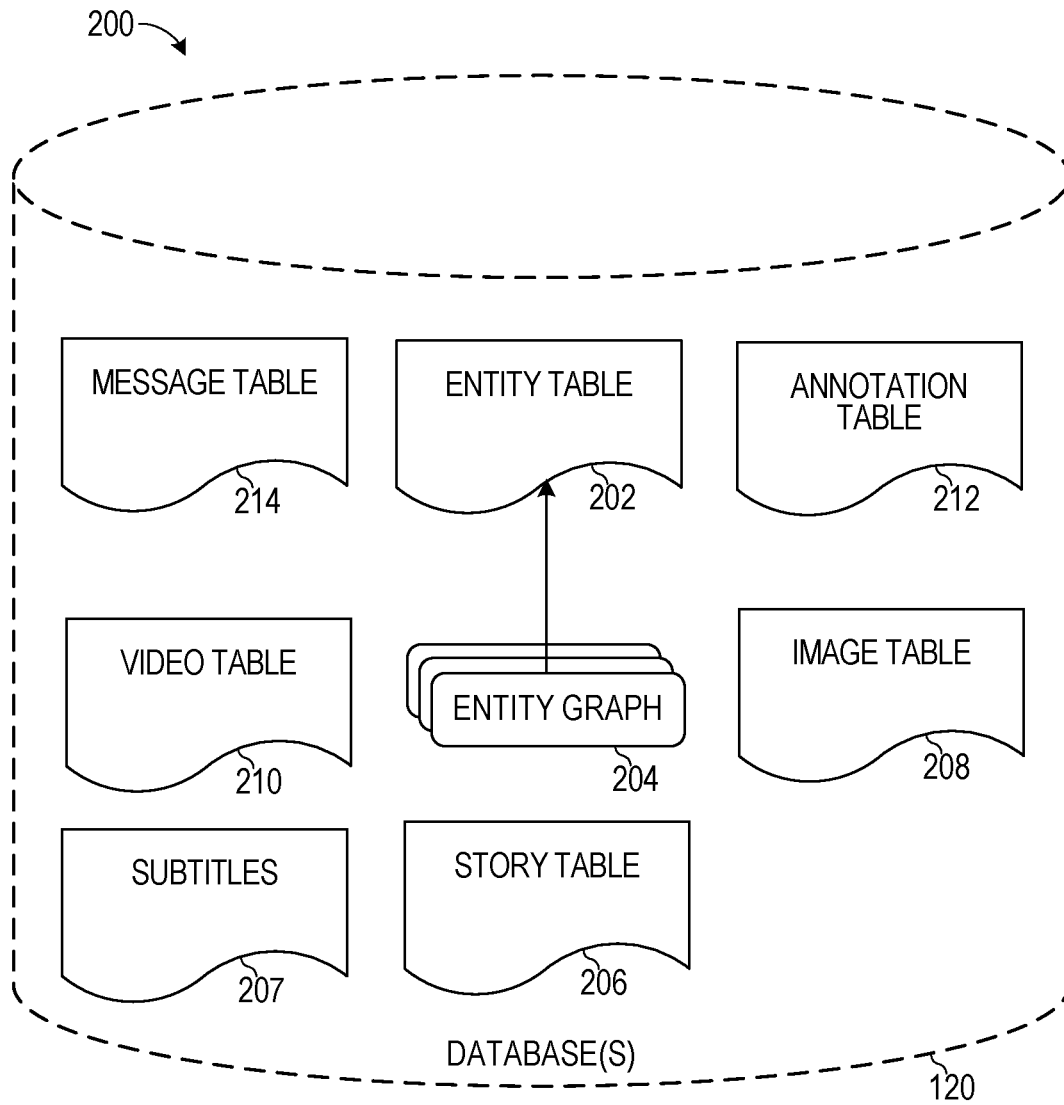 200
MESSAGE TABLE
214
ENTITY TABLE
202
ANNOTATION
TABLE
212
VIDEO TABLE
210
ENTITY GRAPH
204
IMAGE TABLE
208
SUBTITLES
207
STORY TABLE
206
DATABASE(S)
120